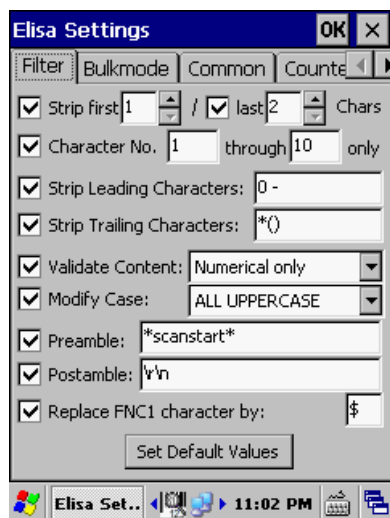 Elisa Settings OK ×
Filter Bulkmode Common Counte
Strip first 1 / last 2 Chars
Character No. 1 through 10 only
Strip Leading Characters: 0 -
Strip Trailing Characters: *()
Validate Content: Numerical only
Modify Case: ALL UPPERCASE
Preamble: *scanstart*
Postamble: \r\n
Replace FNC1 character by: $
Set Default Values
Elisa Set.. 11:02 PM